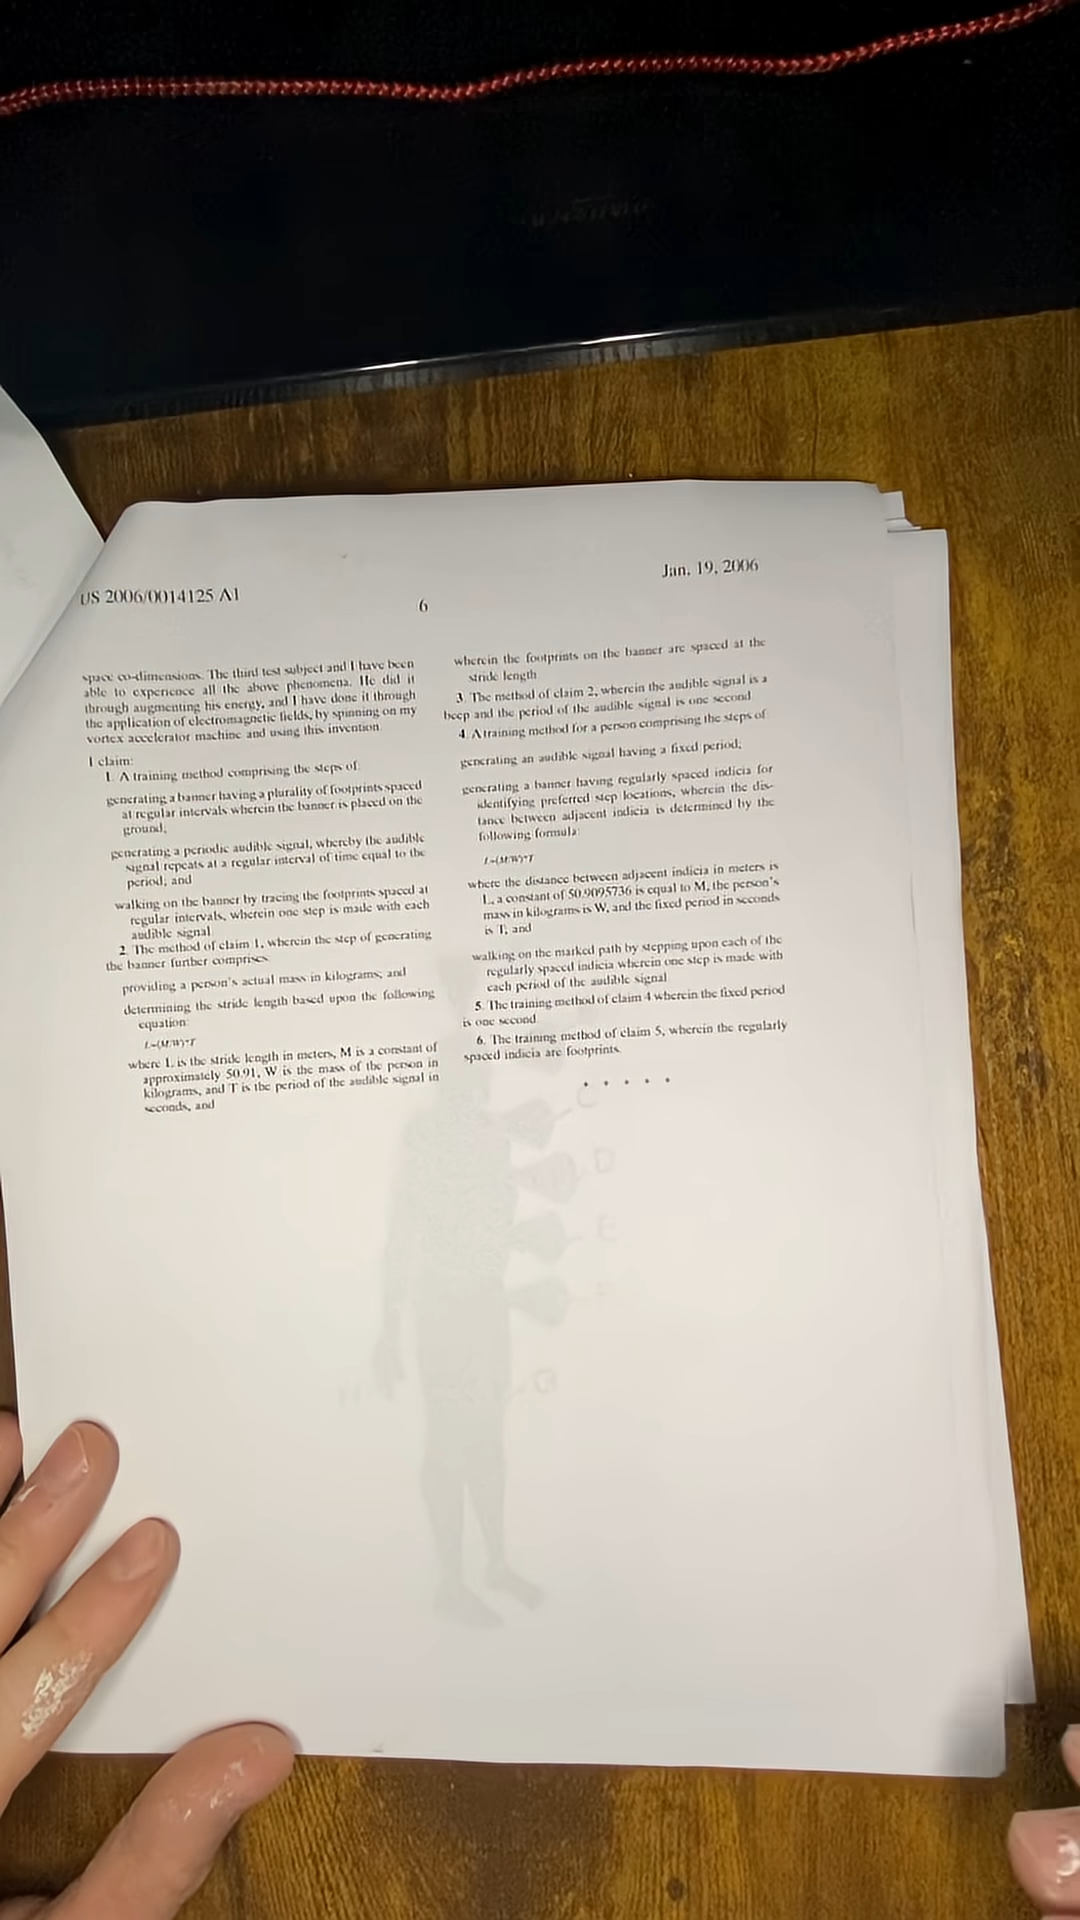 US 2006/0014125 A1
Jan. 19, 2006
6
space co-dimensions. The third test subject and I have been
able to experience all the above phenomena. He did it
through augmenting his energy, and I have done it through
the application of electromagnetic fields, by spinning on my
vortex accelerator machine and using this invention.
I claim:
1. A training method comprising the steps of:
generating a banner having a plurality of footprints spaced
at regular intervals wherein the banner is placed on the
ground;
generating a periodic audible signal, whereby the audible
signal repeats at a regular interval of time equal to the
period; and
walking on the banner by tracing the footprints spaced at
regular intervals, wherein one step is made with each
audible signal.
2. The method of claim 1, wherein the step of generating
the banner further comprises:
providing a person's actual mass in kilograms; and
determining the stride length based upon the following
equation:
L=(M/W)*T
where L is the stride length in meters, M is a constant of
approximately 50.91, W is the mass of the person in
kilograms, and T is the period of the audible signal in
seconds, and
wherein the footprints on the banner are spaced at the
stride length.
3. The method of claim 2, wherein the audible signal is a
beep and the period of the audible signal is one second.
4. A training method for a person comprising the steps of:
generating an audible signal having a fixed period;
generating a banner having regularly spaced indicia for
identifying preferred step locations, wherein the dis-
tance between adjacent indicia is determined by the
following formula:
L=(M/W)*T
where the distance between adjacent indicia in meters is
L, a constant of 50.9095736 is equal to M, the person's
mass in kilograms is W, and the fixed period in seconds
is T; and
walking on the marked path by stepping upon each of the
regularly spaced indicia wherein one step is made with
each period of the audible signal.
5. The training method of claim 4 wherein the fixed period
is one second.
6. The training method of claim 5, wherein the regularly
spaced indicia are footprints.
* * * * *
C
D
E
G